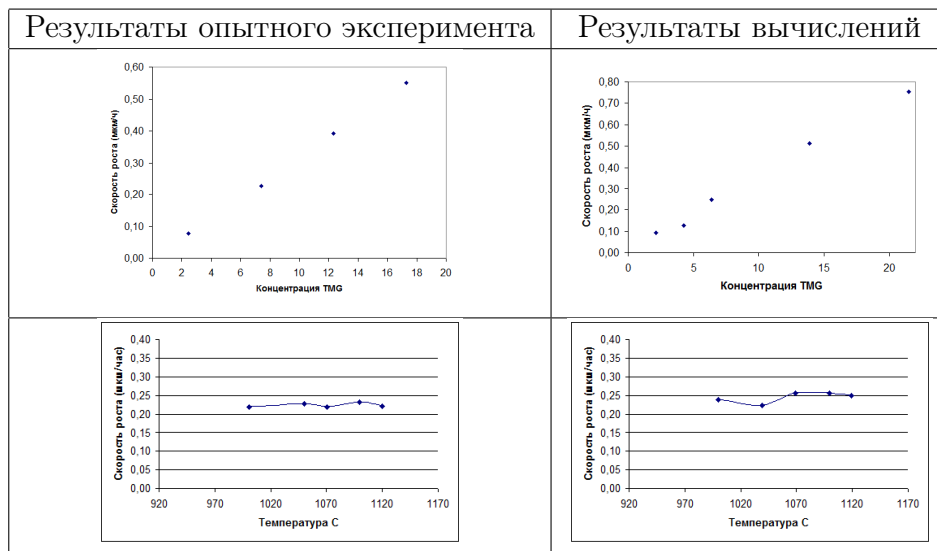 Результаты опытного эксперимента
Результаты вычислений
0,60
0,50
0,40
0,30
0,20
0,10
0,00
Скорость роста (мкм/ч)
0 2 4 6 8 10 12 14 16 18 20
Концентрация TMG
0,80
0,70
0,60
0,50
0,40
0,30
0,20
0,10
0,00
Скорость роста (мкм/ч)
0 5 10 15 20
Концентрация TMG
0,40
0,35
0,30
0,25
0,20
0,15
0,10
0,05
0,00
Скорость роста (мкм/час)
920 970 1020 1070 1120 1170
Температура С
0,40
0,35
0,30
0,25
0,20
0,15
0,10
0,05
0,00
Скорость роста (мкм/час)
920 970 1020 1070 1120 1170
Температура С